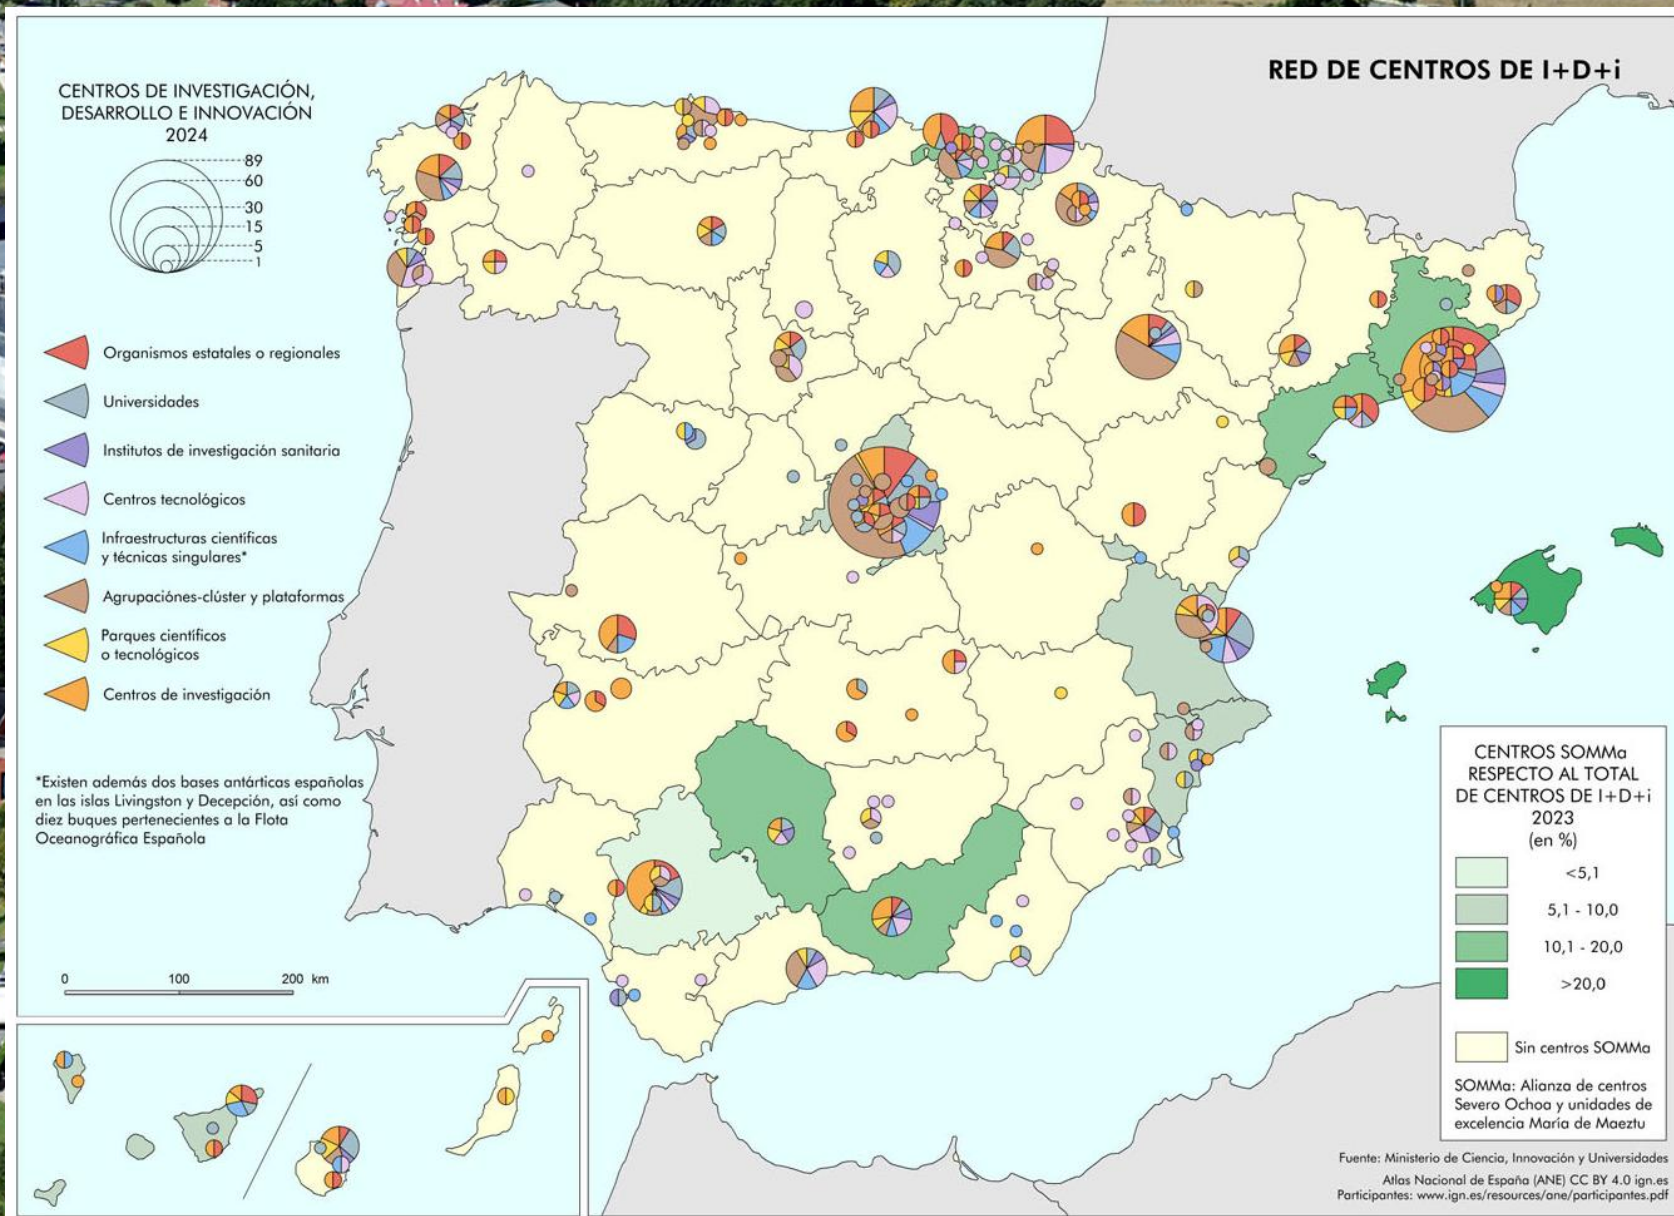 RED DE CENTROS DE I+D+i
CENTROS DE INVESTIGACIÓN,
DESARROLLO E INNOVACIÓN
2024
89
60
30
15
5
1
Organismos estatales o regionales
Universidades
Institutos de investigación sanitaria
Centros tecnológicos
Infraestructuras científicas
y técnicas singulares*
Agrupaciónes-clúster y plataformas
Parques científicos
o tecnológicos
Centros de investigación
*Existen además dos bases antárticas españolas
en las islas Livingston y Decepción, así como
diez buques pertenecientes a la Flota
Oceanográfica Española
0 100 200 km
CENTROS SOMMa
RESPECTO AL TOTAL
DE CENTROS DE I+D+i
2023
(en %)
<5,1
5,1 - 10,0
10,1 - 20,0
>20,0
Sin centros SOMMa
SOMMa: Alianza de centros
Severo Ochoa y unidades de
excelencia María de Maeztu
Fuente: Ministerio de Ciencia, Innovación y Universidades
Atlas Nacional de España (ANE) CC BY 4.0 ign.es
Participantes: www.ign.es/resources/ane/participantes.pdf